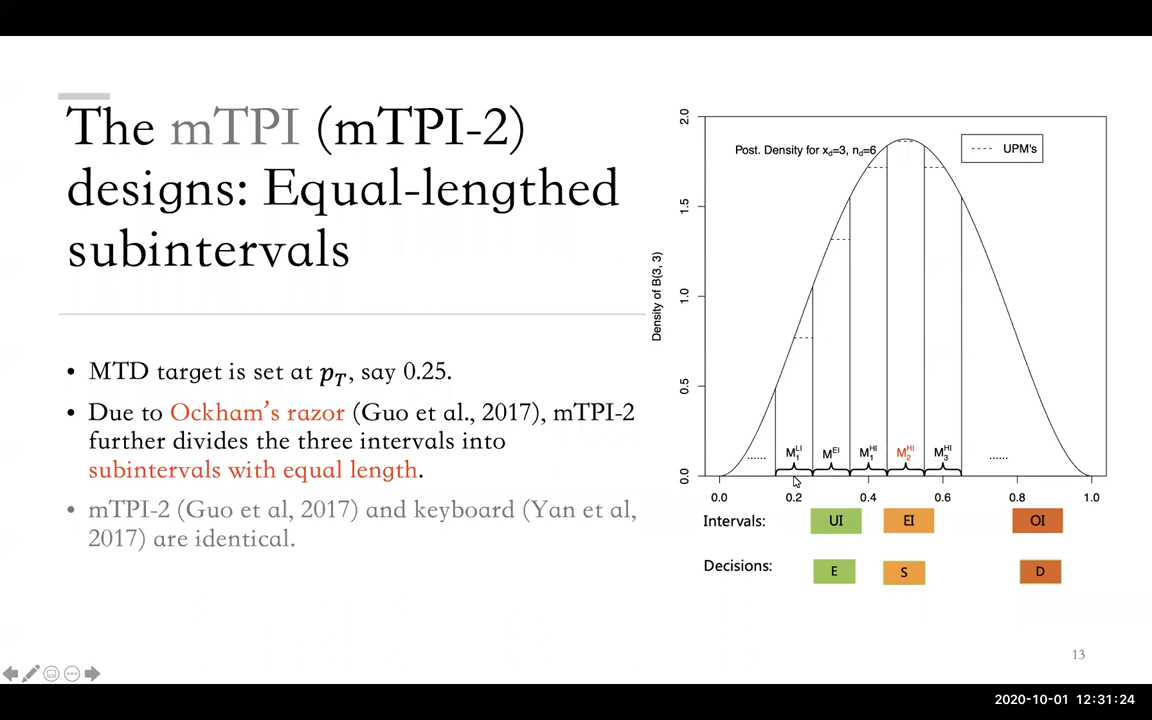 The mTPI (mTPI-2)
designs: Equal-lengthed
subintervals
• MTD target is set at p_T, say 0.25.
• Due to Ockham's razor (Guo et al., 2017), mTPI-2
further divides the three intervals into
subintervals with equal length.
• mTPI-2 (Guo et al, 2017) and keyboard (Yan et al,
2017) are identical.
Post. Density for x_d=3, n_d=6
UPM's
Density of B(3, 3)
2.0
1.5
1.0
0.5
0.0
...... M_1^LI M^EI M_1^HI M_2^HI M_3^HI ......
0.0 0.2 0.4 0.6 0.8 1.0
Intervals: UI EI OI
Decisions: E S D
13
2020-10-01 12:31:24